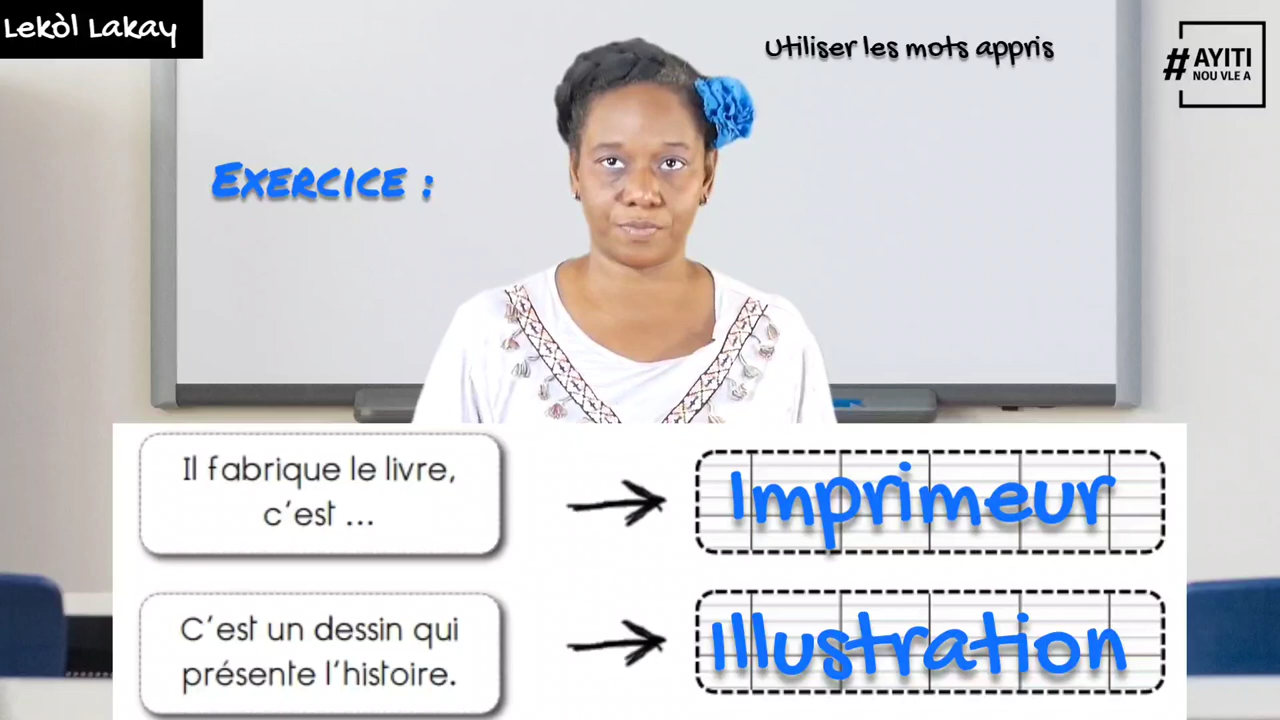 Lekòl Lakay
Utiliser les mots appris
# AYITI
NOU VLE A
EXERCICE :
Il fabrique le livre,
c'est ...
Imprimeur
C'est un dessin qui
présente l'histoire.
Illustration